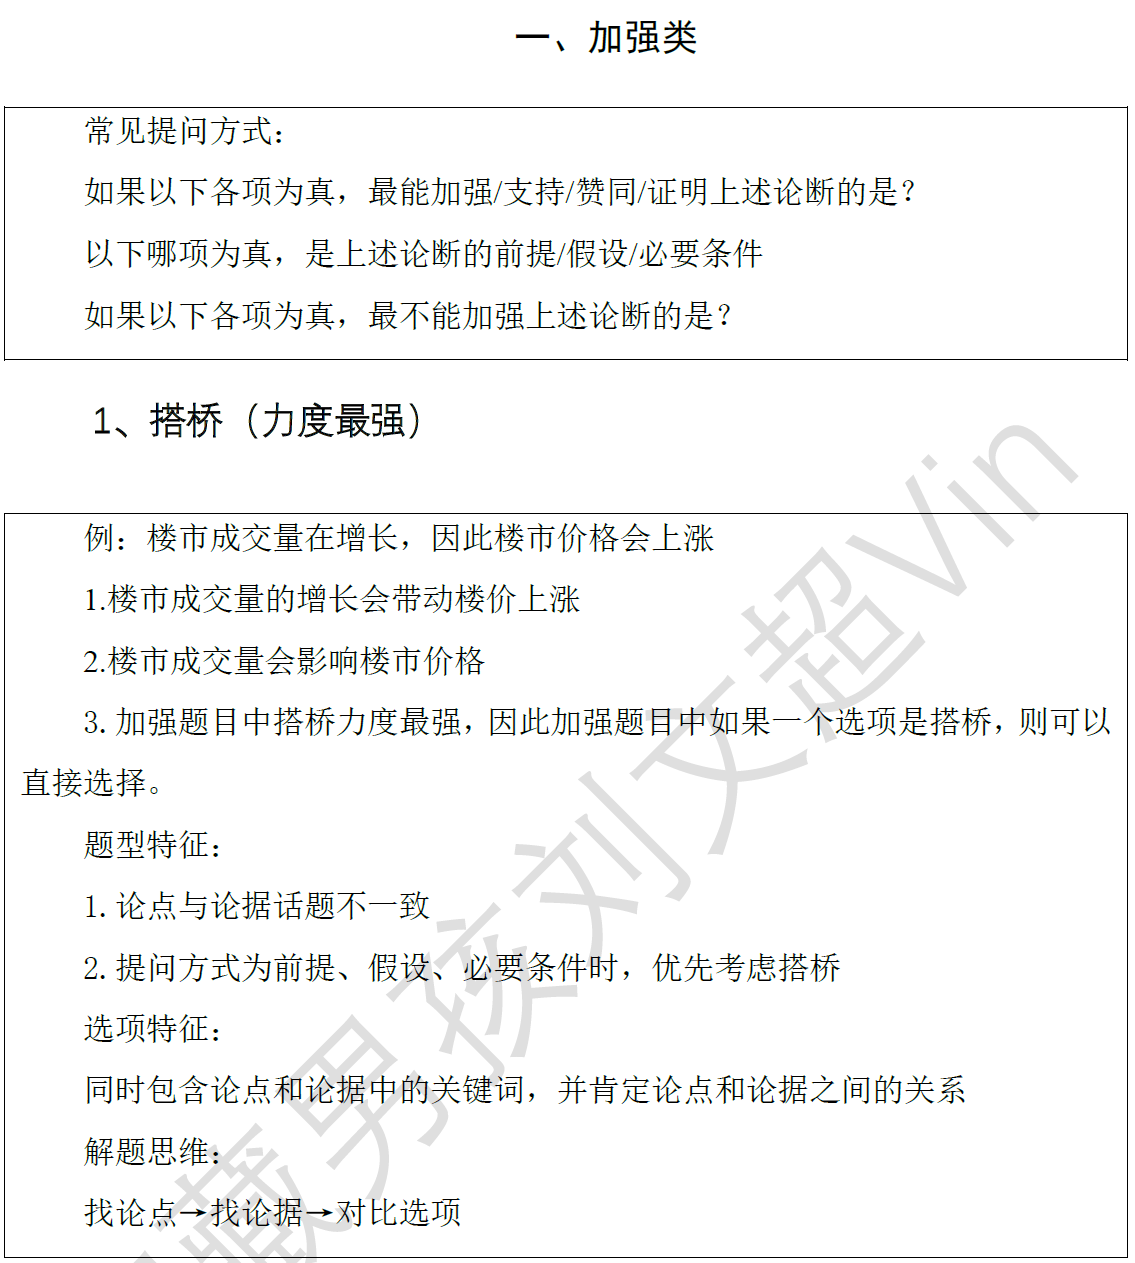 一、加强类
常见提问方式：
如果以下各项为真，最能加强/支持/赞同/证明上述论断的是？
以下哪项为真，是上述论断的前提/假设/必要条件
如果以下各项为真，最不能加强上述论断的是？
1、搭桥（力度最强）
例：楼市成交量在增长，因此楼市价格会上涨
1.楼市成交量的增长会带动楼价上涨
2.楼市成交量会影响楼市价格
3.加强题目中搭桥力度最强，因此加强题目中如果一个选项是搭桥，则可以
直接选择。
题型特征：
1.论点与论据话题不一致
2.提问方式为前提、假设、必要条件时，优先考虑搭桥
选项特征：
同时包含论点和论据中的关键词，并肯定论点和论据之间的关系
解题思维：
找论点→找论据→对比选项
藏男孩刘文超Vin